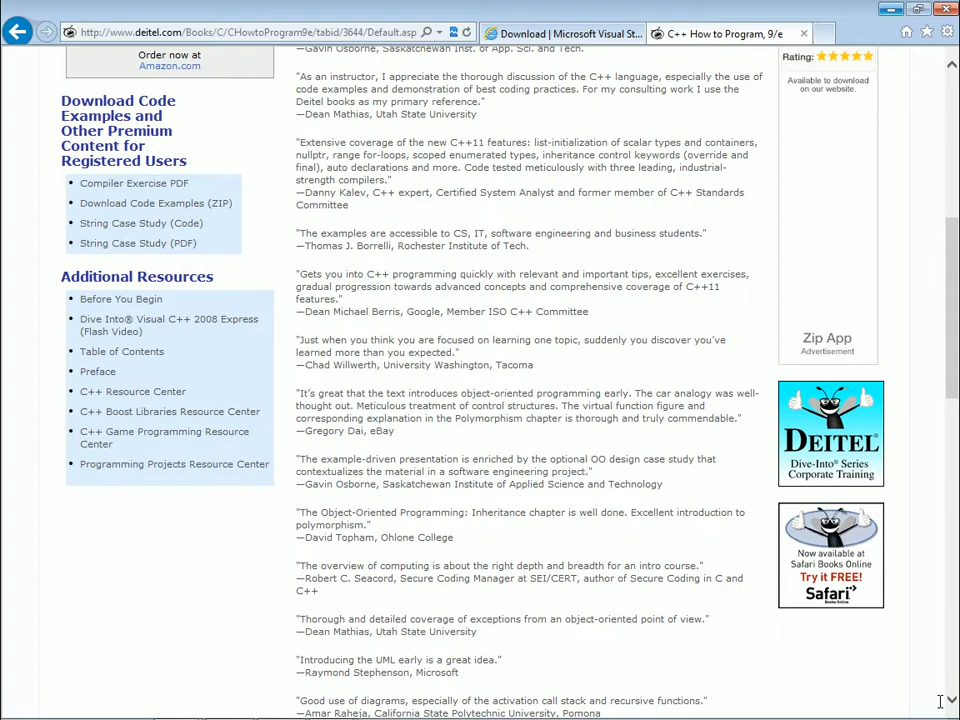 http://www.deitel.com/Books/C/CHowtoProgram9e/tabid/3644/Default.asp
Download | Microsoft Visual St...
C++ How to Program, 9/e
Order now at
Amazon.com
Download Code
Examples and
Other Premium
Content for
Registered Users
Compiler Exercise PDF
Download Code Examples (ZIP)
String Case Study (Code)
String Case Study (PDF)
Additional Resources
Before You Begin
Dive Into® Visual C++ 2008 Express
(Flash Video)
Table of Contents
Preface
C++ Resource Center
C++ Boost Libraries Resource Center
C++ Game Programming Resource
Center
Programming Projects Resource Center
—Gavin Osborne, Saskatchewan Inst. of App. Sci. and Tech.
"As an instructor, I appreciate the thorough discussion of the C++ language, especially the use of
code examples and demonstration of best coding practices. For my consulting work I use the
Deitel books as my primary reference."
—Dean Mathias, Utah State University
"Extensive coverage of the new C++11 features: list-initialization of scalar types and containers,
nullptr, range for-loops, scoped enumerated types, inheritance control keywords (override and
final), auto declarations and more. Code tested meticulously with three leading, industrial-
strength compilers."
—Danny Kalev, C++ expert, Certified System Analyst and former member of C++ Standards
Committee
"The examples are accessible to CS, IT, software engineering and business students."
—Thomas J. Borrelli, Rochester Institute of Tech.
"Gets you into C++ programming quickly with relevant and important tips, excellent exercises,
gradual progression towards advanced concepts and comprehensive coverage of C++11
features."
—Dean Michael Berris, Google, Member ISO C++ Committee
"Just when you think you are focused on learning one topic, suddenly you discover you've
learned more than you expected."
—Chad Willwerth, University Washington, Tacoma
"It's great that the text introduces object-oriented programming early. The car analogy was well-
thought out. Meticulous treatment of control structures. The virtual function figure and
corresponding explanation in the Polymorphism chapter is thorough and truly commendable."
—Gregory Dai, eBay
"The example-driven presentation is enriched by the optional OO design case study that
contextualizes the material in a software engineering project."
—Gavin Osborne, Saskatchewan Institute of Applied Science and Technology
"The Object-Oriented Programming: Inheritance chapter is well done. Excellent introduction to
polymorphism."
—David Topham, Ohlone College
"The overview of computing is about the right depth and breadth for an intro course."
—Robert C. Seacord, Secure Coding Manager at SEI/CERT, author of Secure Coding in C and
C++
"Thorough and detailed coverage of exceptions from an object-oriented point of view."
—Dean Mathias, Utah State University
"Introducing the UML early is a great idea."
—Raymond Stephenson, Microsoft
"Good use of diagrams, especially of the activation call stack and recursive functions."
—Amar Raheja, California State Polytechnic University, Pomona
Rating:
Available to download
on our website.
Zip App
Advertisement
DEITEL®
Dive-Into® Series
Corporate Training
Now available at
Safari Books Online
Try it FREE!
Safari
Books Online